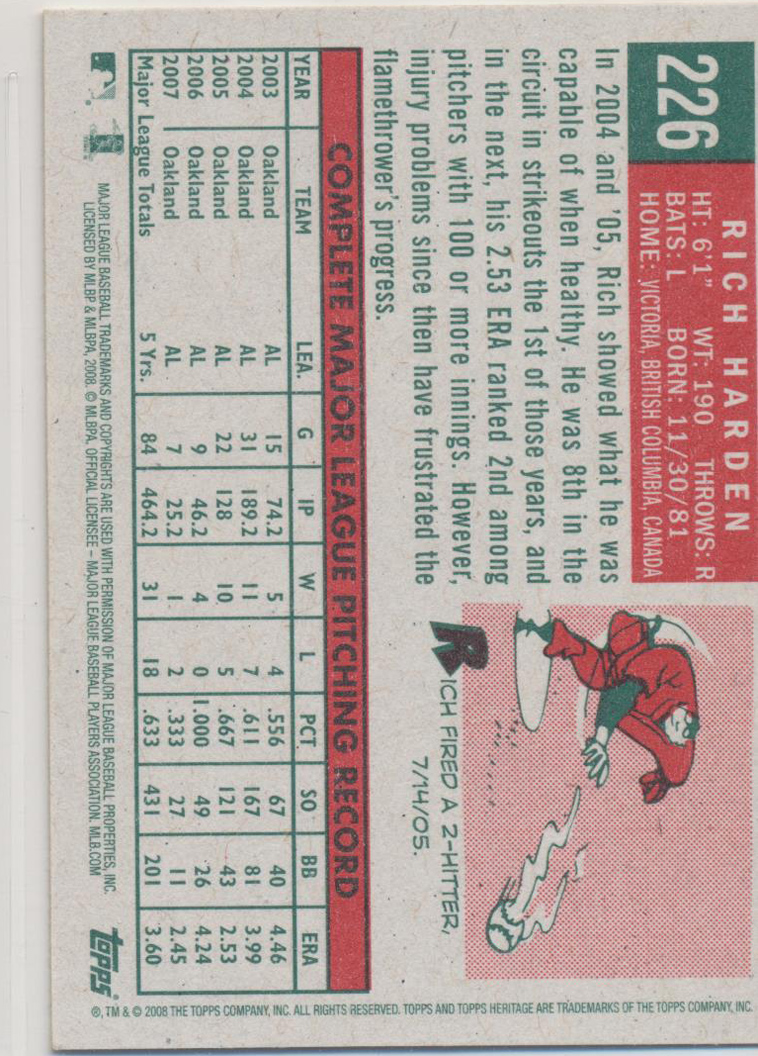 226
RICH HARDEN
HT: 6'1" WT: 190 THROWS: R
BATS: L BORN: 11/30/81
HOME: VICTORIA, BRITISH COLUMBIA, CANADA
In 2004 and '05, Rich showed what he was
capable of when healthy. He was 8th in the
circuit in strikeouts the 1st of those years, and
in the next, his 2.53 ERA ranked 2nd among
pitchers with 100 or more innings. However,
injury problems since then have frustrated the
flamethrower's progress.
RICH FIRED A 2-HITTER,
7/14/05.
COMPLETE MAJOR LEAGUE PITCHING RECORD
YEAR TEAM LEA. G IP W L PCT. SO BB ERA
2003 Oakland AL 15 74.2 5 4 .556 67 40 4.46
2004 Oakland AL 31 189.2 11 7 .611 167 81 3.99
2005 Oakland AL 22 128 10 5 .667 121 43 2.53
2006 Oakland AL 9 46.2 4 0 1.000 49 26 4.24
2007 Oakland AL 7 25.2 1 2 .333 27 11 2.45
Major League Totals 5 Yrs. 84 464.2 31 18 .633 431 201 3.60
MAJOR LEAGUE BASEBALL TRADEMARKS AND COPYRIGHTS ARE USED WITH PERMISSION OF MAJOR LEAGUE BASEBALL PROPERTIES, INC.
LICENSED BY MLBP & MLBPA, 2008. © MLBPA. OFFICIAL LICENSEE – MAJOR LEAGUE BASEBALL PLAYERS ASSOCIATION. MLB.COM
topps®
®, TM & © 2008 THE TOPPS COMPANY, INC. ALL RIGHTS RESERVED. TOPPS AND TOPPS HERITAGE ARE TRADEMARKS OF THE TOPPS COMPANY, INC.